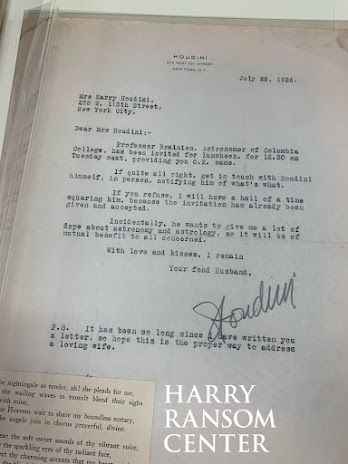 HOUDINI
278 WEST 113TH STREET
NEW YORK, N.Y.
July 22, 1926.
Mrs Harry Houdini,
278 W. 113th Street,
New York City.
Dear Mrs Houdini:-
Professor Brainien, Astronomer of Columbia
College, has been invited for luncheon, for 12.30 on
Tuesday next, providing you O.K. same.
If quite all right, get in touch with Houdini
himself, in person, notifying him of what's what.
If you refuse, I will have a hell of a time
squaring him, because the invitation has already been
given and accepted.
Incidentally, he wants to give me a lot of
dope about astronomy and astrology, so it will be of
mutual benefit to all concerned.
With love and kisses, I remain
Your fond Husband,
Houdini
P.S. It has been so long since I have written you
a letter, so hope this is the proper way to address
a loving wife.
nightingale so tender, ah! she pleads for me,
the wailing waves in tumult blend their sighs
with mine,
Heavens wait to share my boundless ecstasy,
angels join in chorus prayerful, divine.
the soft sweet sounds of thy vibrant voice,
the sparkling eyes of thy radiant face,
thy charming accents that my heart
HARRY
RANSOM
CENTER